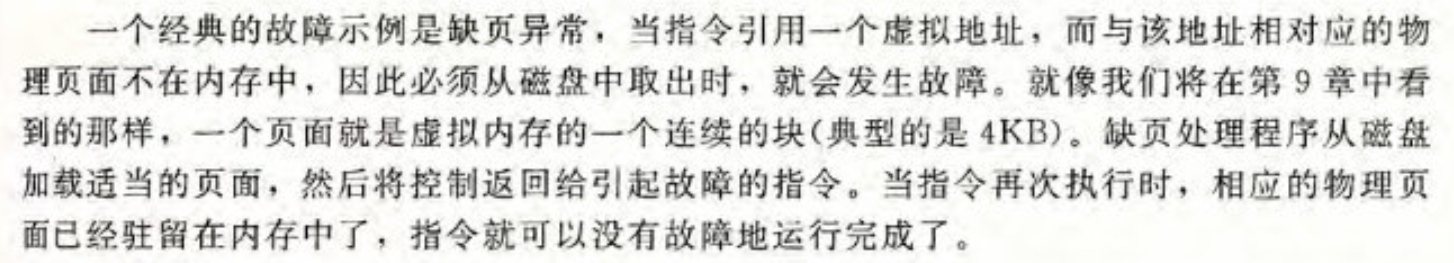 一个经典的故障示例是缺页异常，当指令引用一个虚拟地址，而与该地址相对应的物
理页面不在内存中，因此必须从磁盘中取出时，就会发生故障。就像我们将在第 9 章中看
到的那样，一个页面就是虚拟内存的一个连续的块(典型的是 4KB)。缺页处理程序从磁盘
加载适当的页面，然后将控制返回给引起故障的指令。当指令再次执行时，相应的物理页
面已经驻留在内存中了，指令就可以没有故障地运行完成了。